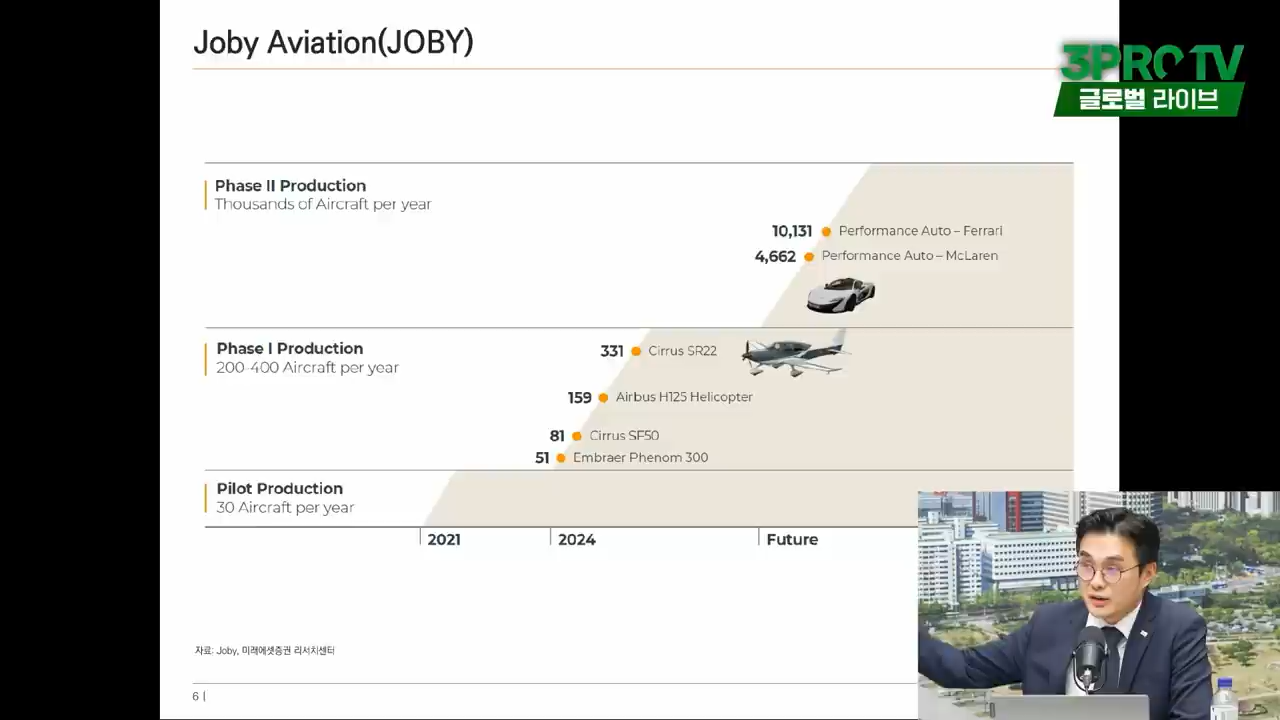 Joby Aviation(JOBY)
3PRO TV
글로벌 라이브
Phase II Production
Thousands of Aircraft per year
10,131 Performance Auto – Ferrari
4,662 Performance Auto – McLaren
Phase I Production
200-400 Aircraft per year
331 Cirrus SR22
159 Airbus H125 Helicopter
81 Cirrus SF50
51 Embraer Phenom 300
Pilot Production
30 Aircraft per year
2021
2024
Future
자료: Joby, 미래에셋증권 리서치센터
6 |